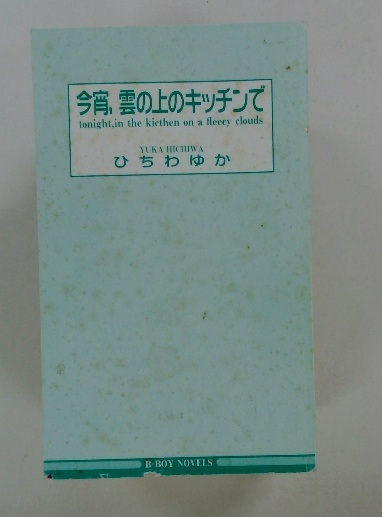 今宵、雲の上のキッチンで
tonight,in the kicthen on a fleecy clouds
YUKA HICHIWA
ひちわゆか
B-BOY NOVELS